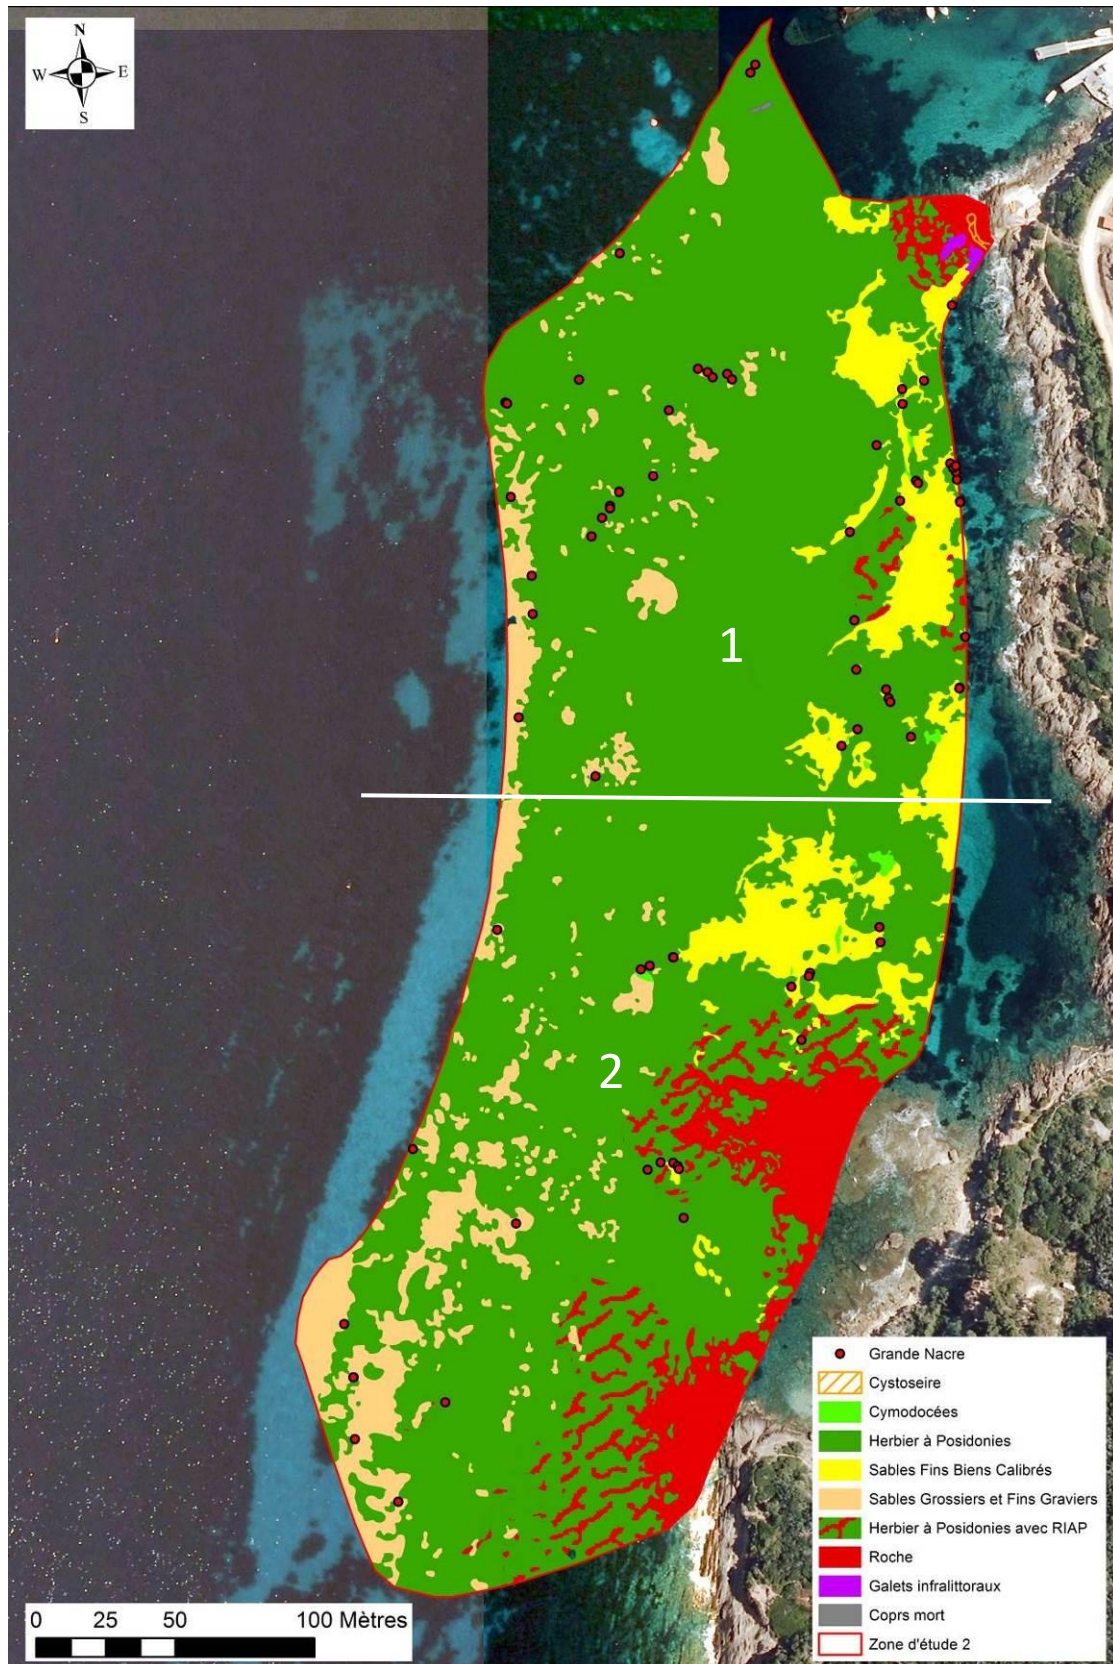 N
W E
S
1
2
Grande Nacre
Cystoseire
Cymodocées
Herbier à Posidonies
Sables Fins Biens Calibrés
Sables Grossiers et Fins Graviers
Herbier à Posidonies avec RIAP
Roche
Galets infralittoraux
Coprs mort
Zone d'étude 2
0 25 50 100 Mètres